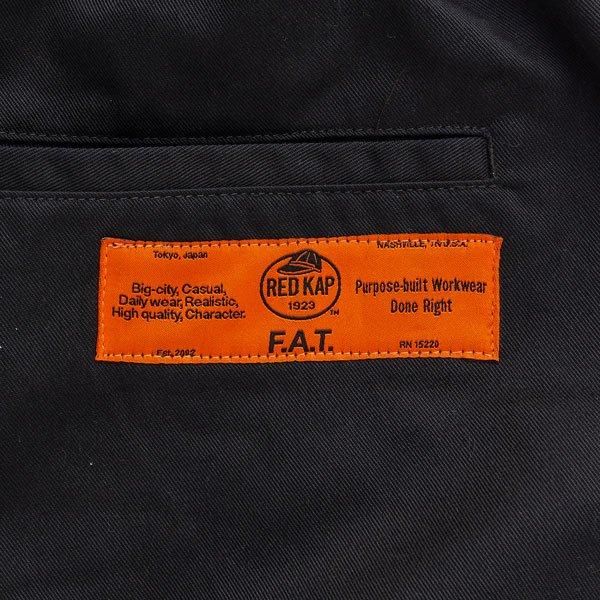 Tokyo, Japan
Big-city, Casual,
Daily wear, Realistic,
High quality, Character.
Est, 2002
RED KAP
1923
TM
F.A.T.
NASHVILLE, TN U.S.A.
Purpose-built Workwear
Done Right
RN 15220